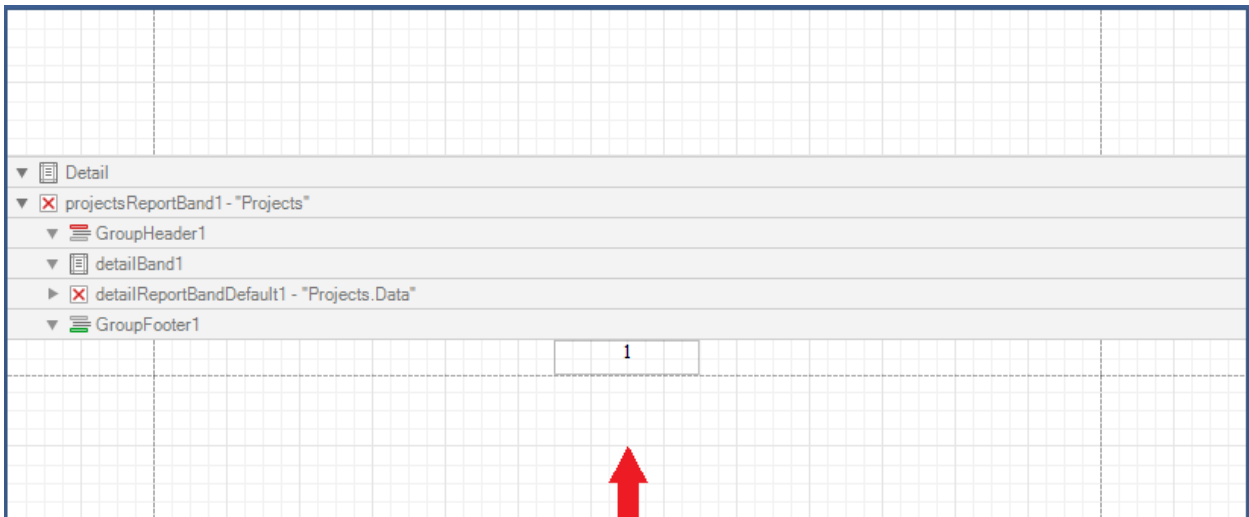 Detail
projectsReportBand1 - "Projects"
GroupHeader1
detailBand1
detailReportBandDefault1 - "Projects.Data"
GroupFooter1
1